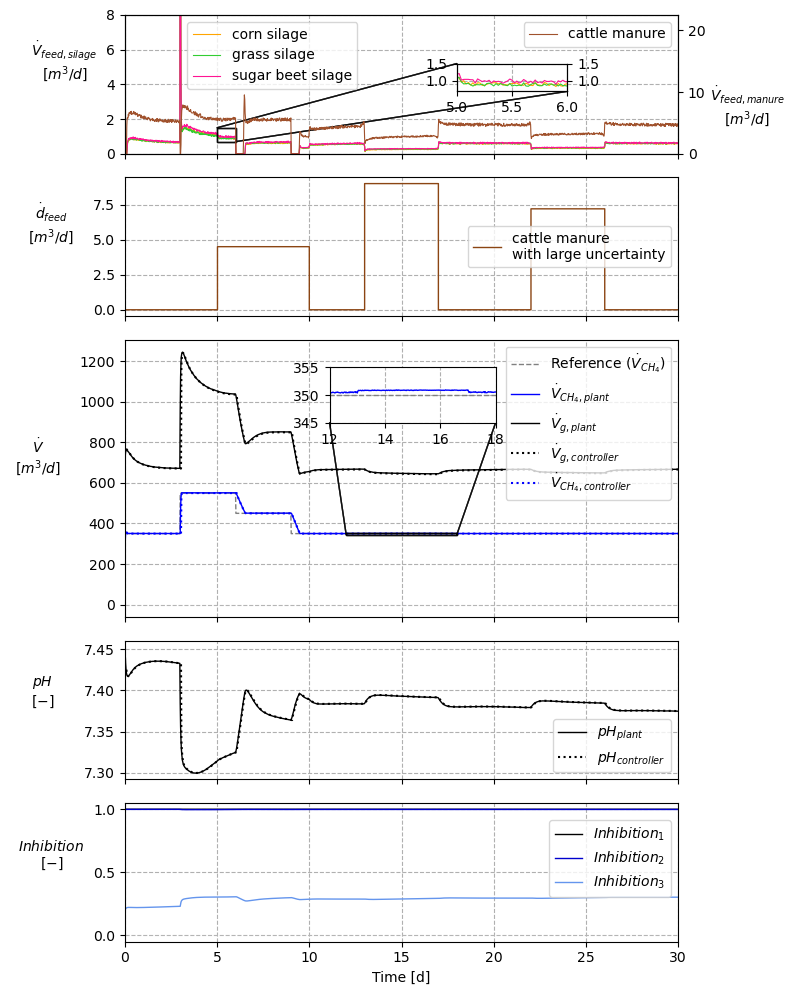 8
6
4
2
0
V̇feed, silage
[m³/d]
corn silage
grass silage
sugar beet silage
cattle manure
1.5
1.0
1.5
1.0
5.0 5.5 6.0
20
10
0
V̇feed, manure
[m³/d]
7.5
5.0
2.5
0.0
ḋfeed
[m³/d]
cattle manure
with large uncertainty
1200
1000
800
600
400
200
0
V̇
[m³/d]
355
350
345
12 14 16 18
Reference (V̇CH₄)
V̇CH₄, plant
V̇g, plant
V̇g, controller
V̇CH₄, controller
7.45
7.40
7.35
7.30
pH
[−]
pHplant
pHcontroller
1.0
0.5
0.0
Inhibition
[−]
Inhibition₁
Inhibition₂
Inhibition₃
0 5 10 15 20 25 30
Time [d]